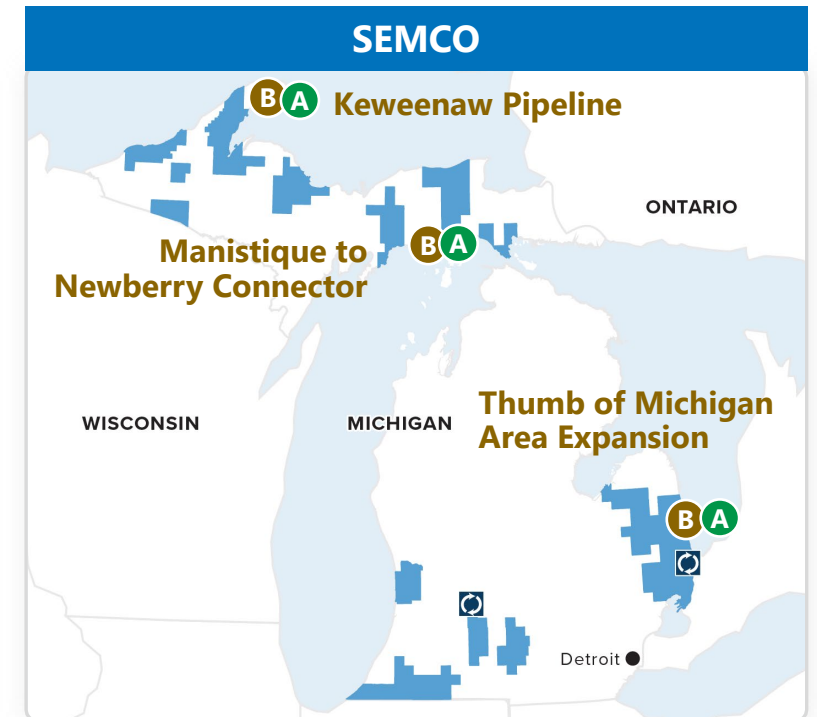 SEMCO
B A Keweenaw Pipeline
ONTARIO
Manistique to
Newberry Connector
B A
Thumb of Michigan
Area Expansion
WISCONSIN
MICHIGAN
B A
Detroit